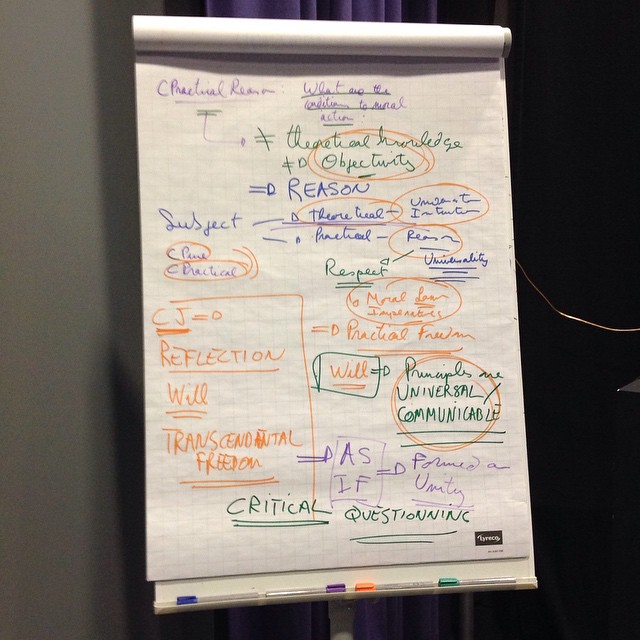 C Practical Reason: What are the
conditions to moral
action:
≠ theoretical knowledge
≠ Objectivity
=D REASON
Subject
D Theoretical -
Intuition
D Practical - Reason
C Pure
C Practical
Universality
Respect
Moral Law
Imperatives
=D Practical Freedom
CJ =D
REFLECTION
Will =D Principles are
UNIVERSAL/
COMMUNICABLE
Will
TRANSCENDENTAL
FREEDOM
=D AS IF =D Formed a
Unity
CRITICAL QUESTIONNING
lyreco